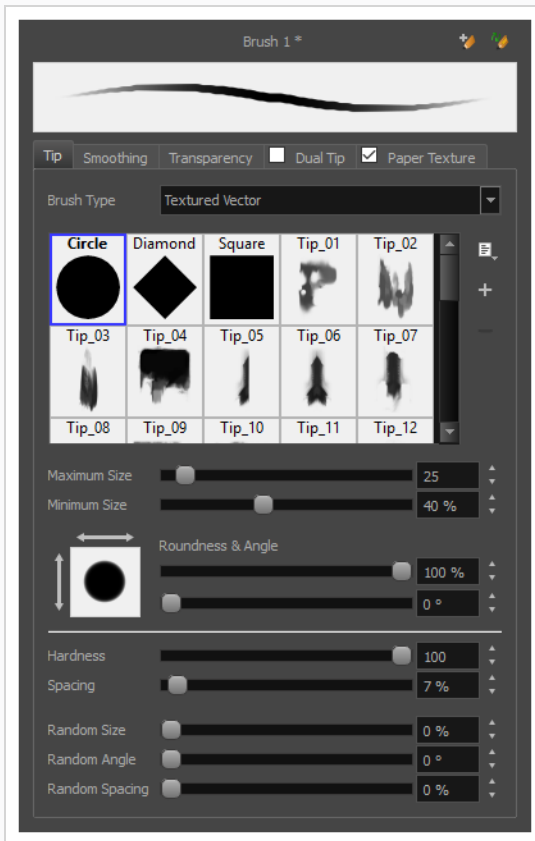 Brush 1 *
Tip Smoothing Transparency Dual Tip Paper Texture
Brush Type Textured Vector
Circle Diamond Square Tip_01 Tip_02
Tip_03 Tip_04 Tip_05 Tip_06 Tip_07
Tip_08 Tip_09 Tip_10 Tip_11 Tip_12
Maximum Size 25
Minimum Size 40 %
Roundness & Angle
100 %
0 °
Hardness 100
Spacing 7 %
Random Size 0 %
Random Angle 0 °
Random Spacing 0 %